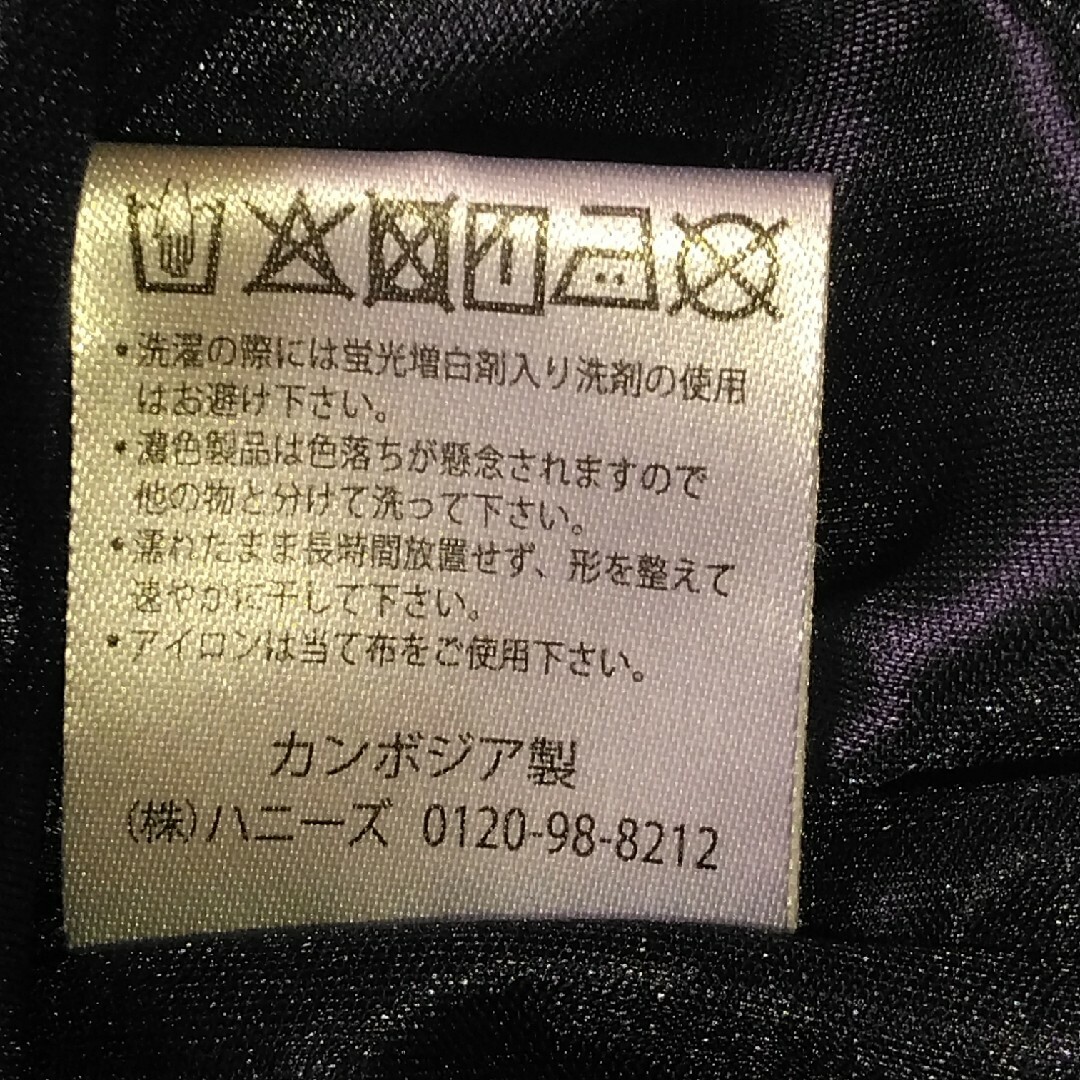 ・洗濯の際には蛍光増白剤入り洗剤の使用
はお避け下さい。
・濃色製品は色落ちが懸念されますので
他の物と分けて洗って下さい。
・濡れたまま長時間放置せず、形を整えて
速やかに干して下さい。
・アイロンは当て布をご使用下さい。
カンボジア製
(株)ハニーズ 0120-98-8212